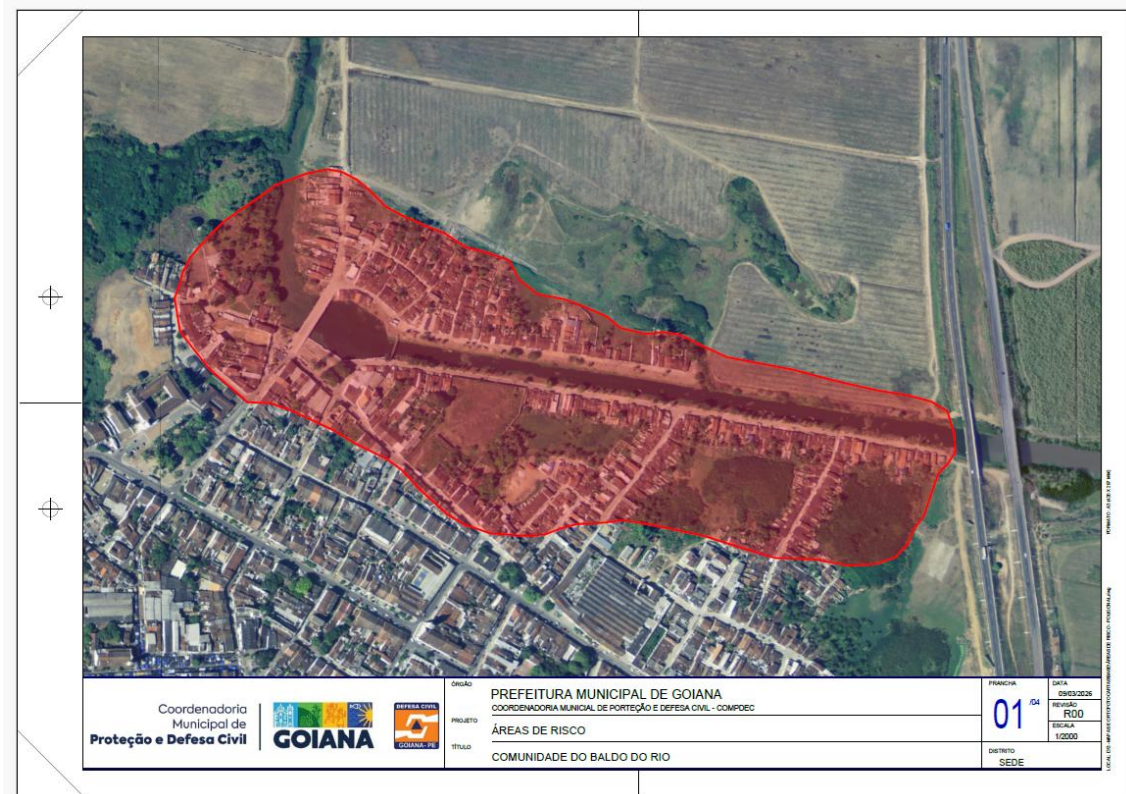 Coordenadoria
Municipal de
Proteção e Defesa Civil
GOIANA
DEFESA CIVIL
GOIANA- PE
ÓRGÃO
PREFEITURA MUNICIPAL DE GOIANA
COORDENADORIA MUNICIAL DE PORTEÇÃO E DEFESA CIVIL - COMPDEC
PROJETO
ÁREAS DE RISCO
TÍTULO
COMUNIDADE DO BALDO DO RIO
PRANCHA
01 /04
DATA
09/03/2026
REVISÃO
R00
ESCALA
1/2000
DISTRITO
SEDE